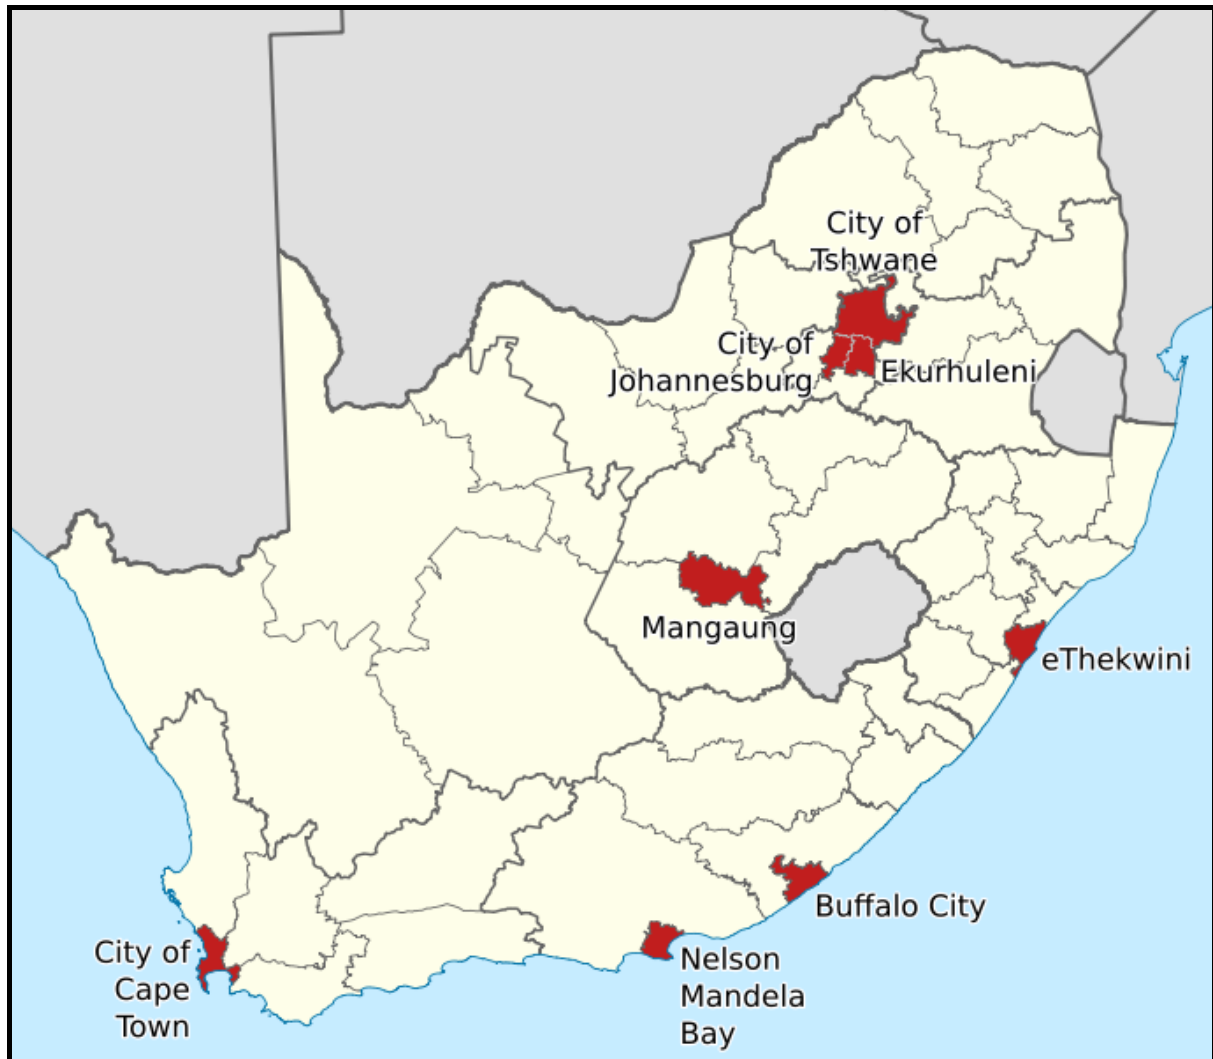 City of
Tshwane
City of
Johannesburg
Ekurhuleni
Mangaung
eThekwini
Buffalo City
City of
Cape
Town
Nelson
Mandela
Bay